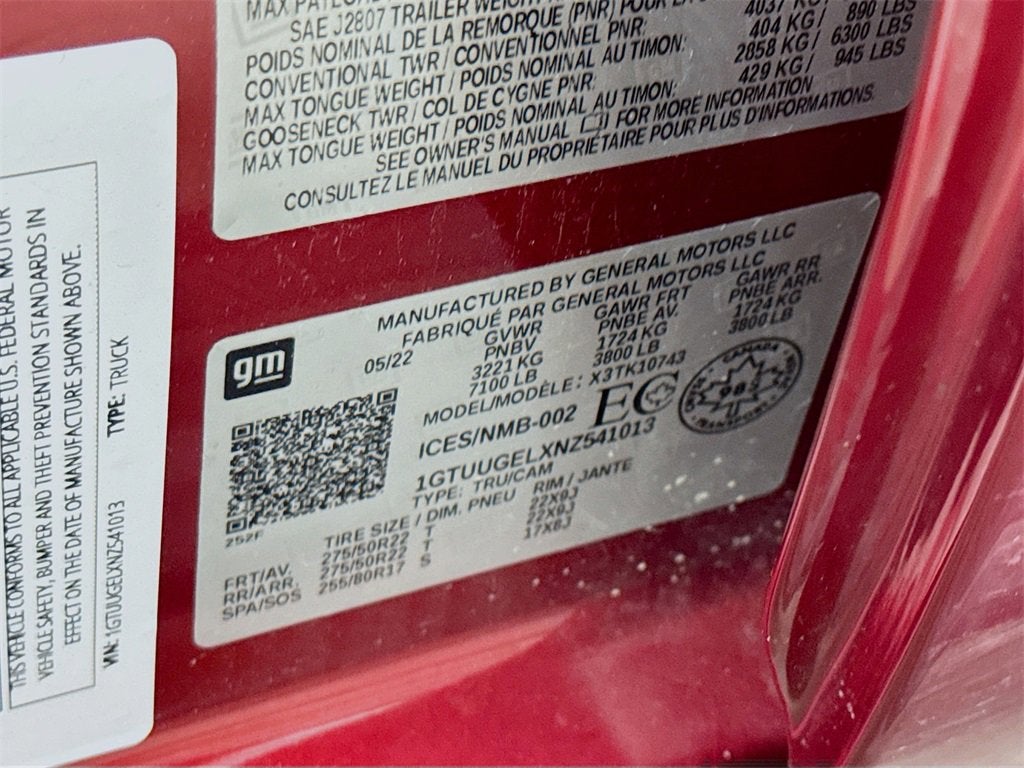 MAX
SAE J2807 TRAILER WEIGHT
POIDS NOMINAL DE LA REMORQUE (PNR) POUR LA
CONVENTIONAL TWR / CONVENTIONNEL PNR: 4037 KG / 890 LBS
MAX TONGUE WEIGHT / POIDS NOMINAL AU TIMON: 404 KG /
GOOSENECK TWR / COL DE CYGNE PNR: 2858 KG / 6300 LBS
MAX TONGUE WEIGHT / POIDS NOMINAL AU TIMON: 429 KG / 945 LBS
SEE OWNER'S MANUAL FOR MORE INFORMATION
CONSULTEZ LE MANUEL DU PROPRIÉTAIRE POUR PLUS D'INFORMATIONS.
THIS VEHICLE CONFORMS TO ALL APPLICABLE U.S. FEDERAL MOTOR
VEHICLE SAFETY, BUMPER AND THEFT PREVENTION STANDARDS IN
EFFECT ON THE DATE OF MANUFACTURE SHOWN ABOVE.
VIN: 1GTUUGELXNZ541013 TYPE: TRUCK
gm
MANUFACTURED BY GENERAL MOTORS LLC
FABRIQUÉ PAR GENERAL MOTORS LLC
05/22 GVWR GAWR FRT GAWR RR
PNBV PNBE AV. PNBE ARR.
3221 KG 1724 KG 1724 KG
7100 LB 3800 LB 3800 LB
MODEL/MODÈLE: X3TK10743
ICES/NMB-002 EC
CANADA
98
TRANSPORT
1GTUUGELXNZ541013
TYPE: TRU/CAM
252F
TIRE SIZE / DIM. PNEU RIM / JANTE
FRT/AV. 275/50R22 T 22X9J
RR/ARR. 275/50R22 T 22X9J
SPA/SOS 255/80R17 S 17X8J